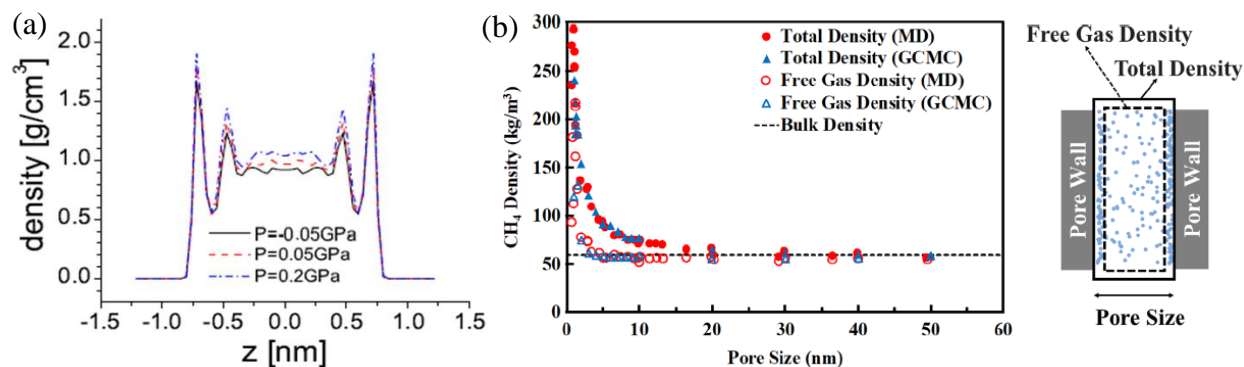 (a)
density [g/cm³]
2.0
1.5
1.0
0.5
0.0
P=-0.05GPa
P=0.05GPa
P=0.2GPa
-1.5 -1.0 -0.5 0.0 0.5 1.0 1.5
z [nm]
(b)
CH₄ Density (kg/m³)
300
250
200
150
100
50
0
Total Density (MD)
Total Density (GCMC)
Free Gas Density (MD)
Free Gas Density (GCMC)
Bulk Density
0 10 20 30 40 50 60
Pore Size (nm)
Free Gas Density
Total Density
Pore Wall
Pore Wall
Pore Size